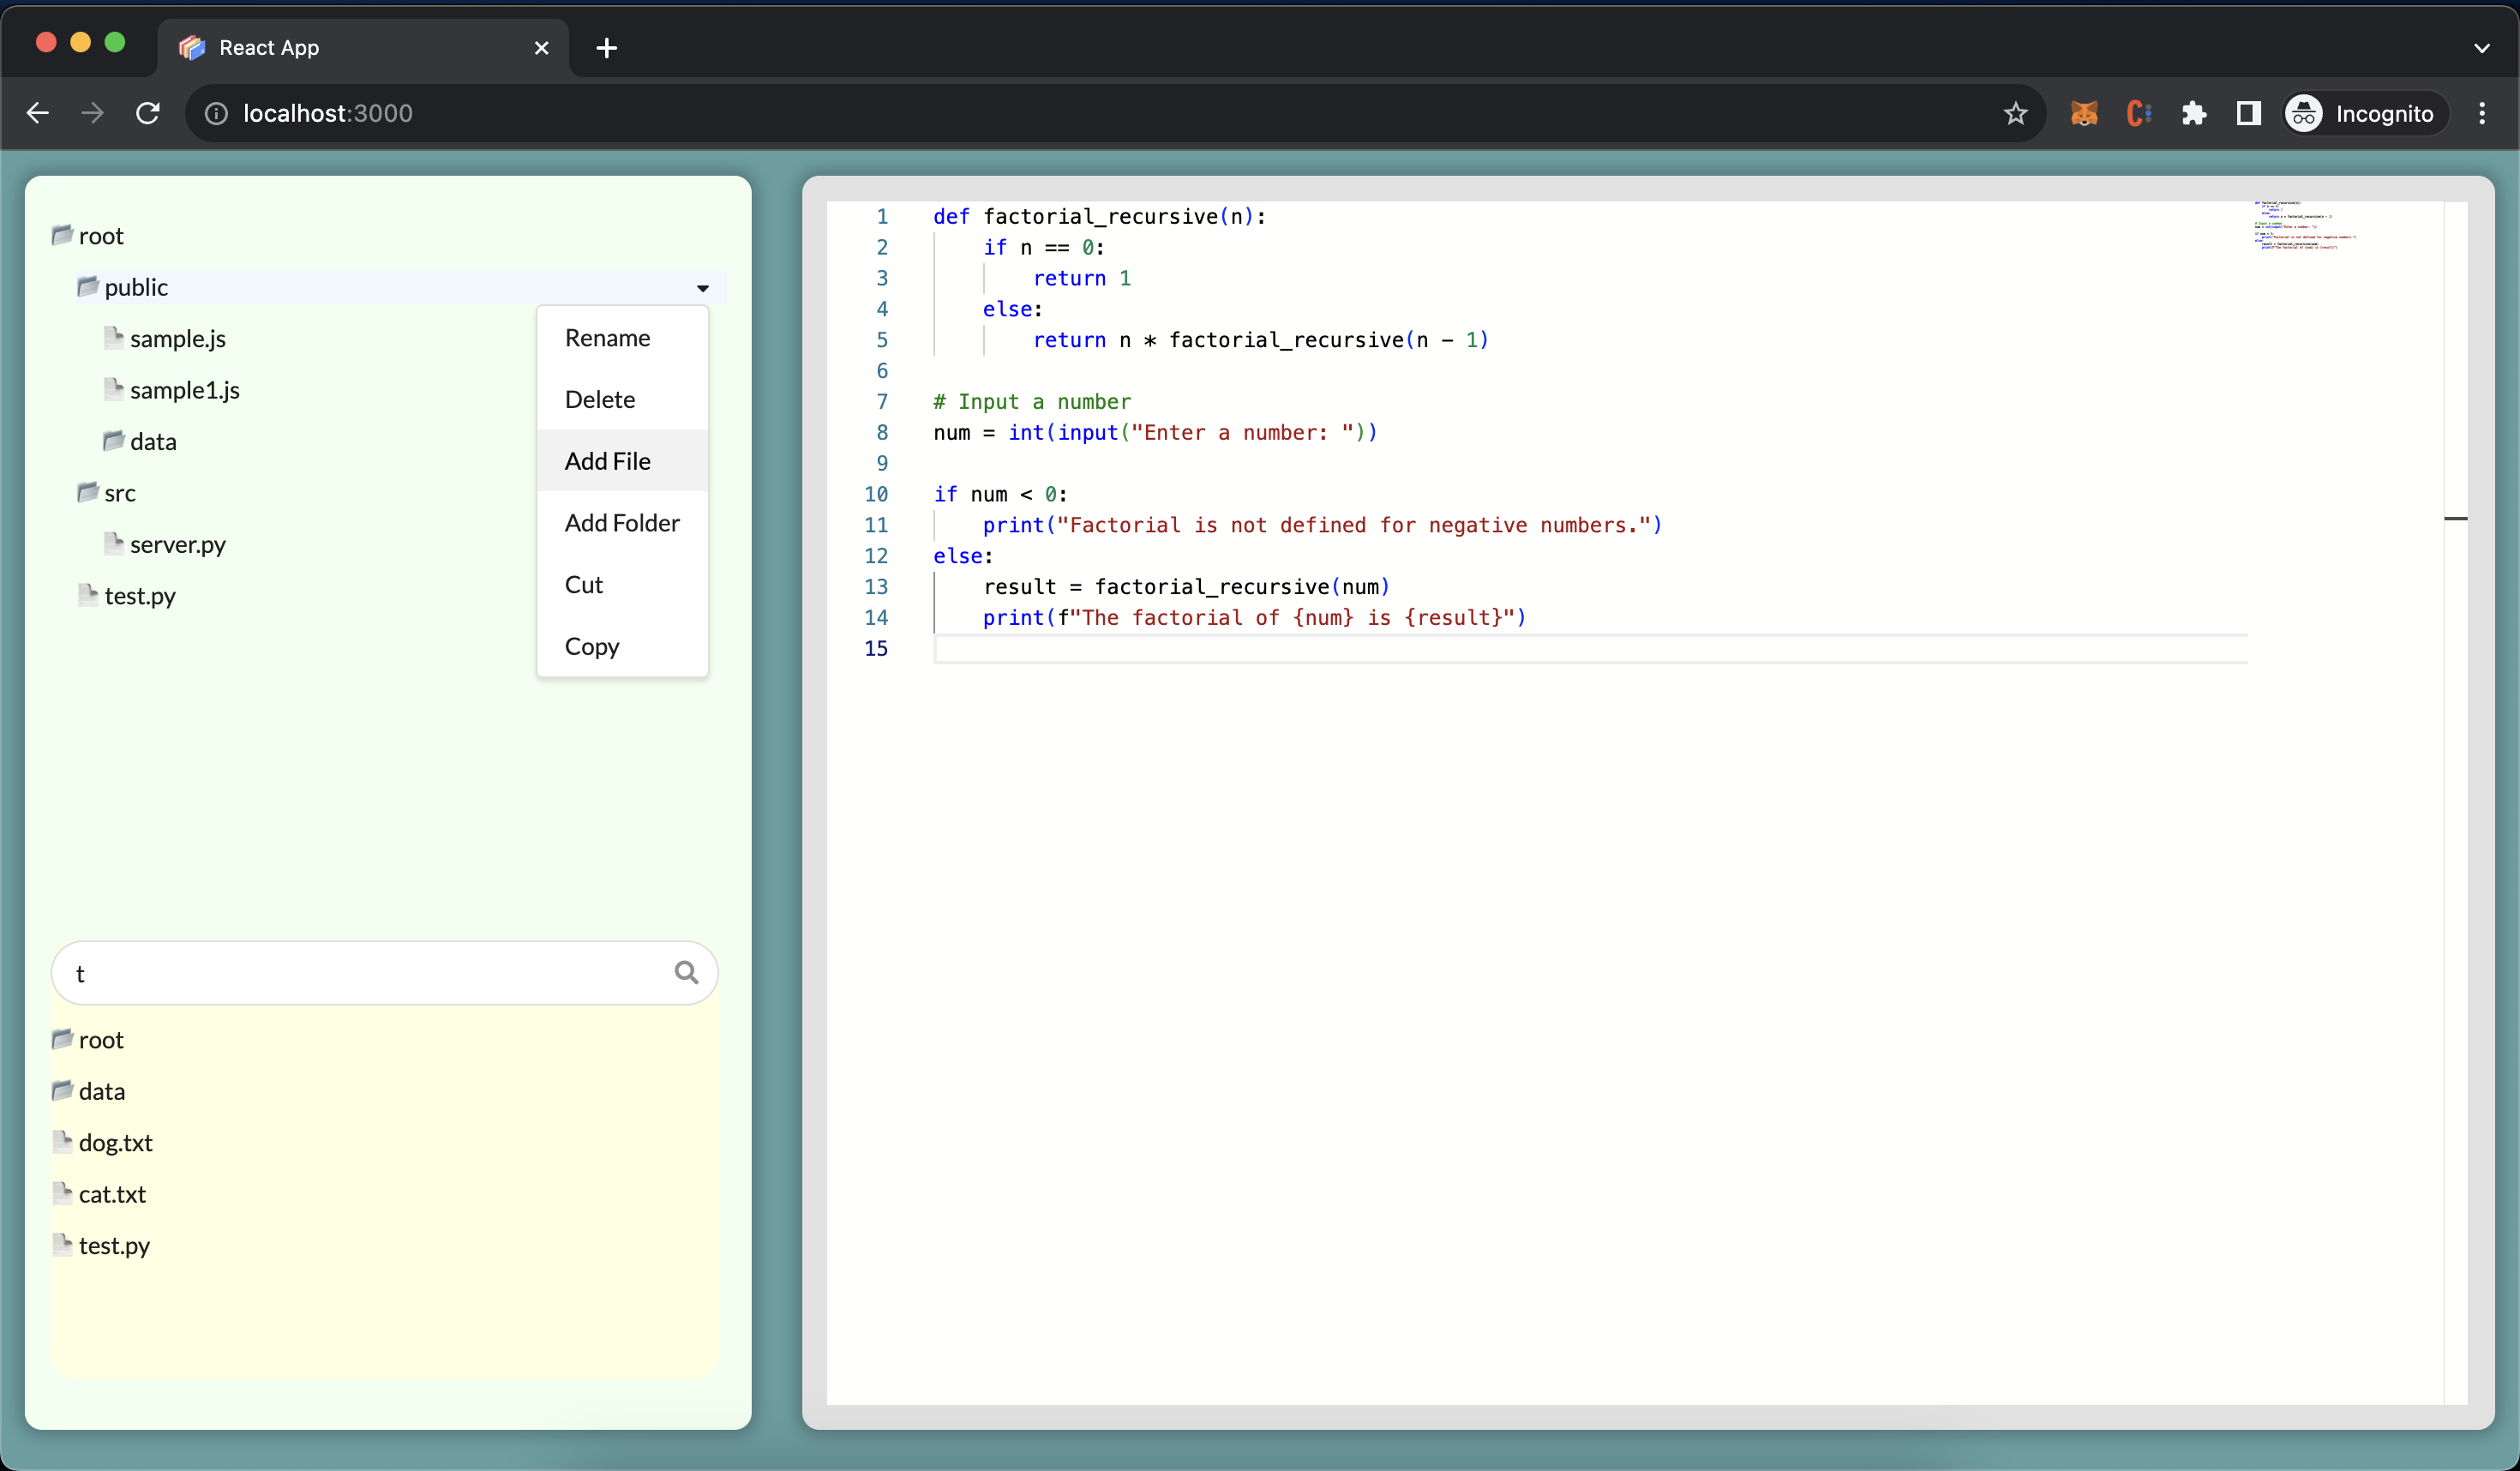 React App
localhost:3000
Incognito
root
public
sample.js
sample1.js
data
src
server.py
test.py
Rename
Delete
Add File
Add Folder
Cut
Copy
t
root
data
dog.txt
cat.txt
test.py
1 def factorial_recursive(n):
2     if n == 0:
3         return 1
4     else:
5         return n * factorial_recursive(n - 1)
6
7 # Input a number
8 num = int(input("Enter a number: "))
9
10 if num < 0:
11     print("Factorial is not defined for negative numbers.")
12 else:
13     result = factorial_recursive(num)
14     print(f"The factorial of {num} is {result}")
15